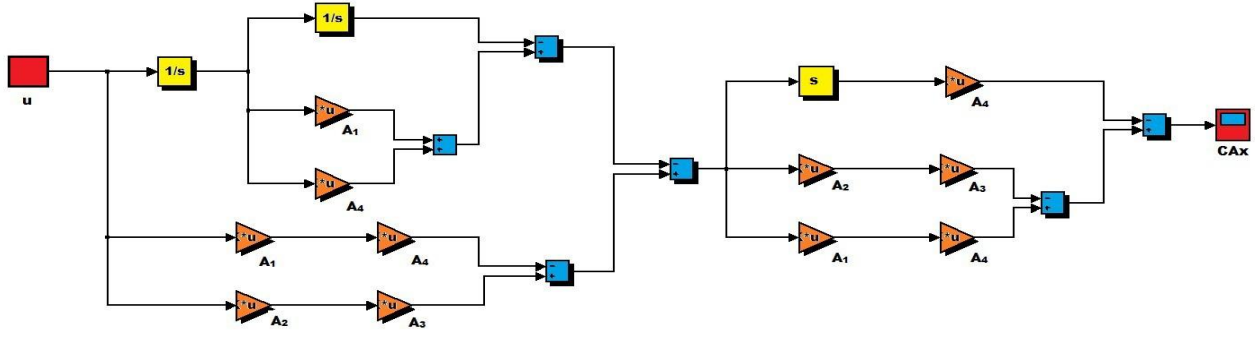 1/s
-
+
s
*u
A₄
-
+
u
1/s
*u
A₁
+
+
CAx
-
+
*u
A₂
*u
A₃
-
+
*u
A₄
*u
A₁
*u
A₄
*u
A₁
*u
A₄
-
+
*u
A₂
*u
A₃